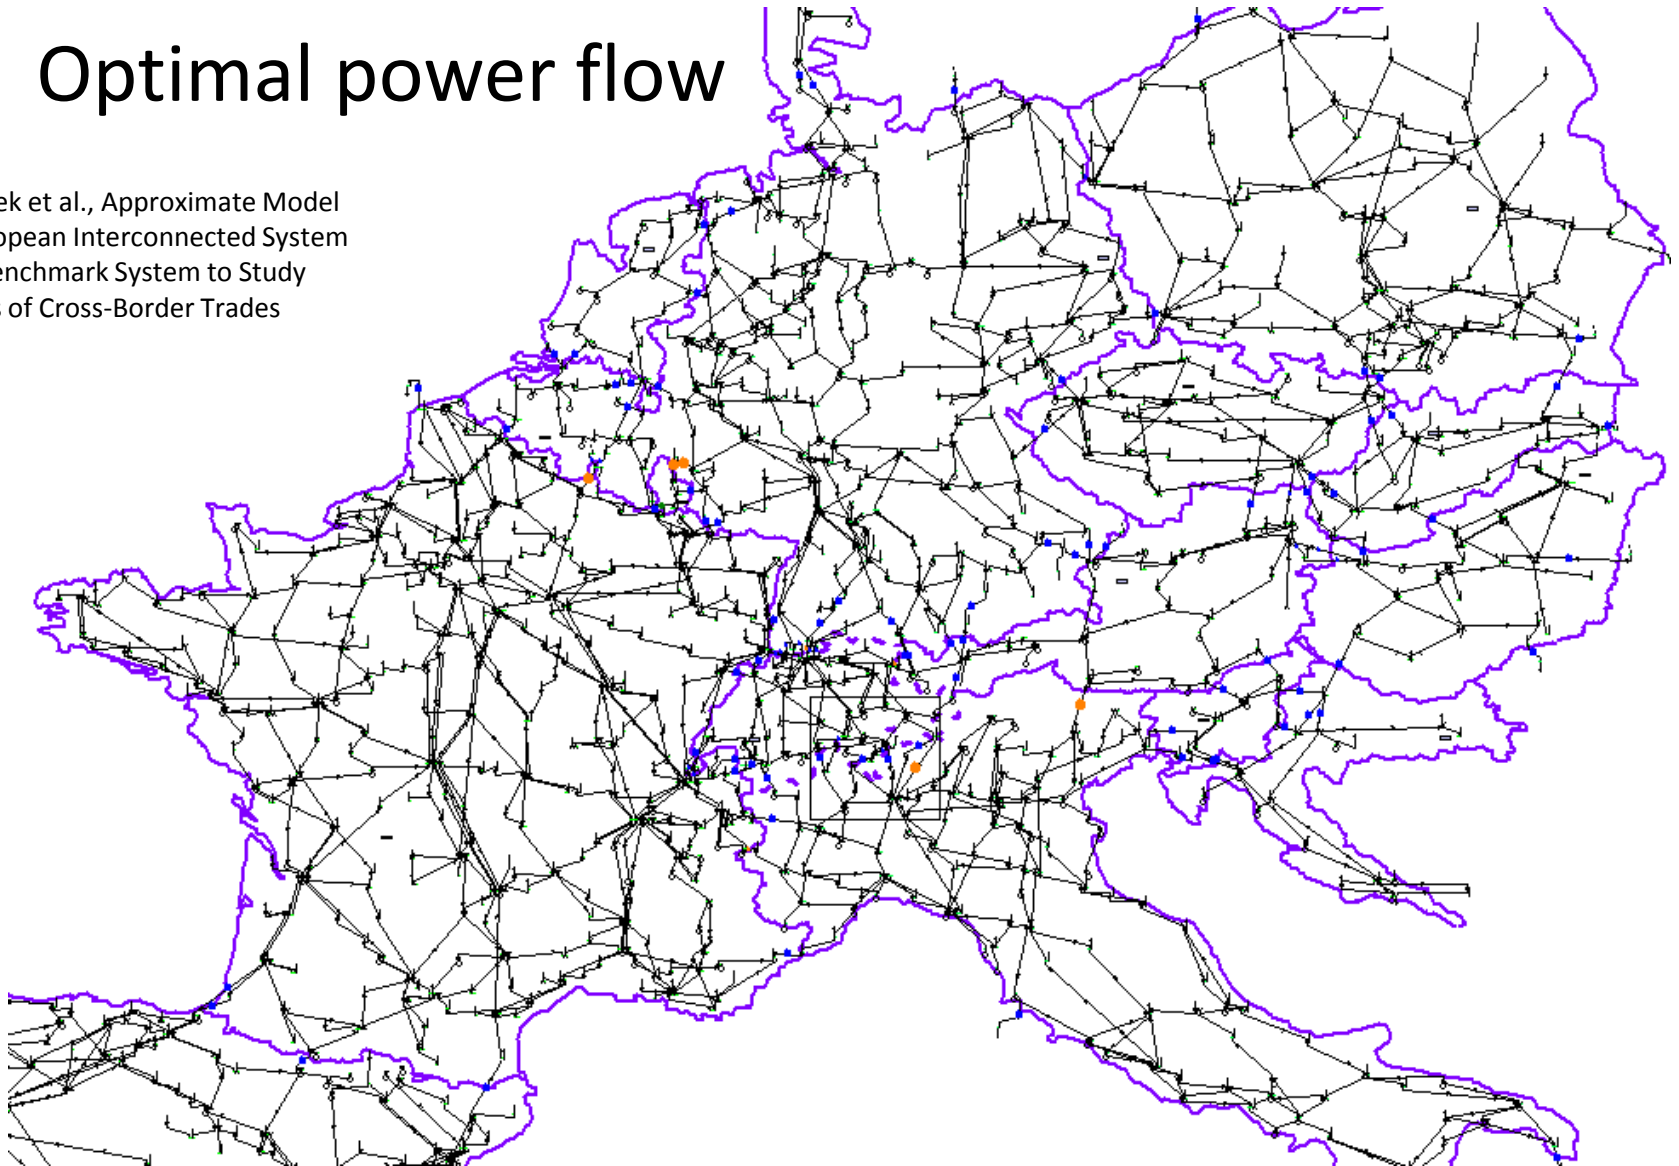 Optimal power flow
ek et al., Approximate Model
opean Interconnected System
enchmark System to Study
s of Cross-Border Trades